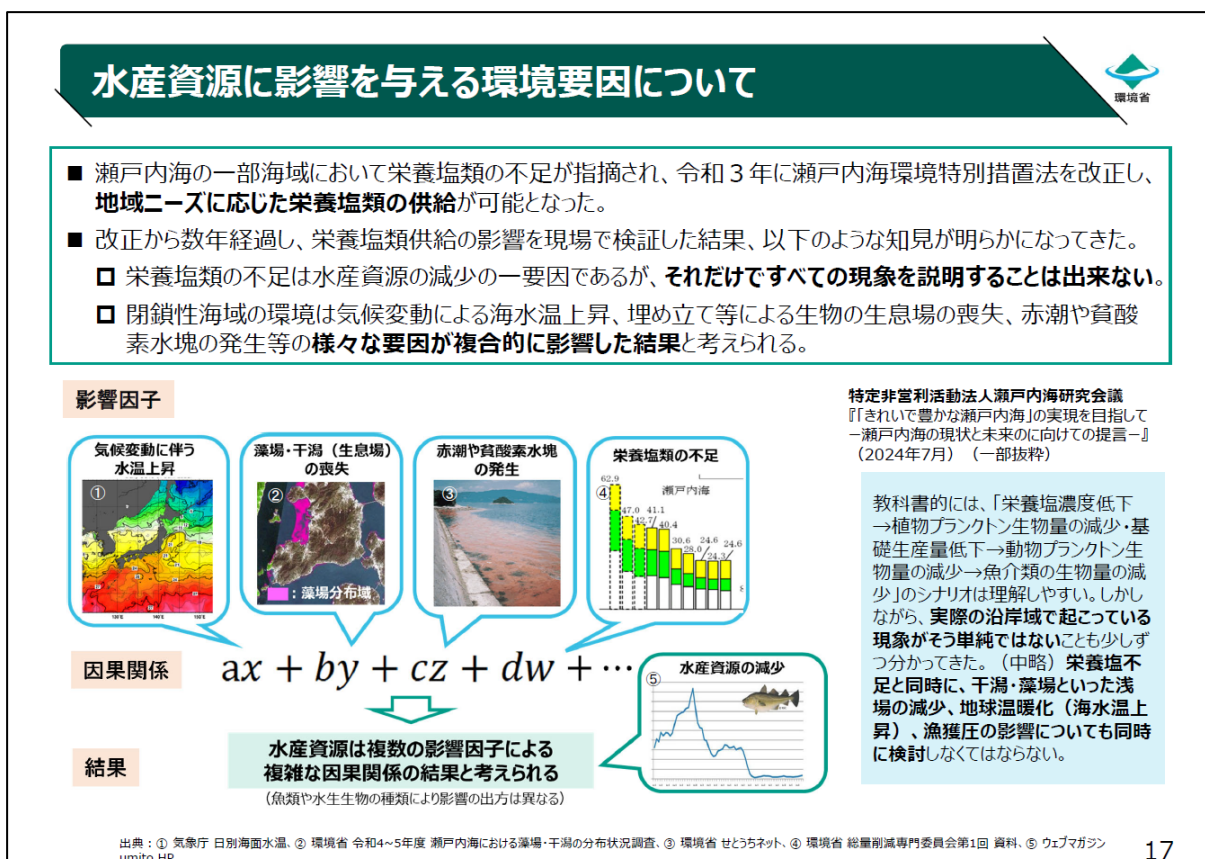 水産資源に影響を与える環境要因について
環境省
■ 瀬戸内海の一部海域において栄養塩類の不足が指摘され、令和３年に瀬戸内海環境特別措置法を改正し、
地域ニーズに応じた栄養塩類の供給が可能となった。
■ 改正から数年経過し、栄養塩類供給の影響を現場で検証した結果、以下のような知見が明らかになってきた。
栄養塩類の不足は水産資源の減少の一要因であるが、それだけですべての現象を説明することは出来ない。
閉鎖性海域の環境は気候変動による海水温上昇、埋め立て等による生物の生息場の喪失、赤潮や貧酸
素水塊の発生等の様々な要因が複合的に影響した結果と考えられる。
影響因子
気候変動に伴う
水温上昇
①
130°E
140°E
150°E
藻場・干潟（生息場）
の喪失
②
：藻場分布域
赤潮や貧酸素水塊
の発生
③
栄養塩類の不足
④
瀬戸内海
62.9
47.0
42.7
41.1
40.4
30.6
28.0
24.6
24.3
24.6
因果関係
ax + by + cz + dw + …
水産資源の減少
⑤
結果
水産資源は複数の影響因子による
複雑な因果関係の結果と考えられる
（魚類や水生生物の種類により影響の出方は異なる）
特定非営利活動法人瀬戸内海研究会議
『「きれいで豊かな瀬戸内海」の実現を目指して
－瀬戸内海の現状と未来のに向けての提言－』
（2024年7月）（一部抜粋）
教科書的には、「栄養塩濃度低下
→植物プランクトン生物量の減少・基
礎生産量低下→動物プランクトン生
物量の減少→魚介類の生物量の減
少」のシナリオは理解しやすい。しかし
ながら、実際の沿岸域で起こっている
現象がそう単純ではないことも少しず
つ分かってきた。（中略）栄養塩不
足と同時に、干潟・藻場といった浅
場の減少、地球温暖化（海水温上
昇）、漁獲圧の影響についても同時
に検討しなくてはならない。
出典：① 気象庁 日別海面水温、② 環境省 令和4~5年度 瀬戸内海における藻場・干潟の分布状況調査、③ 環境省 せとうちネット、④ 環境省 総量削減専門委員会第1回 資料、⑤ ウェブマガジン
umito HP
17